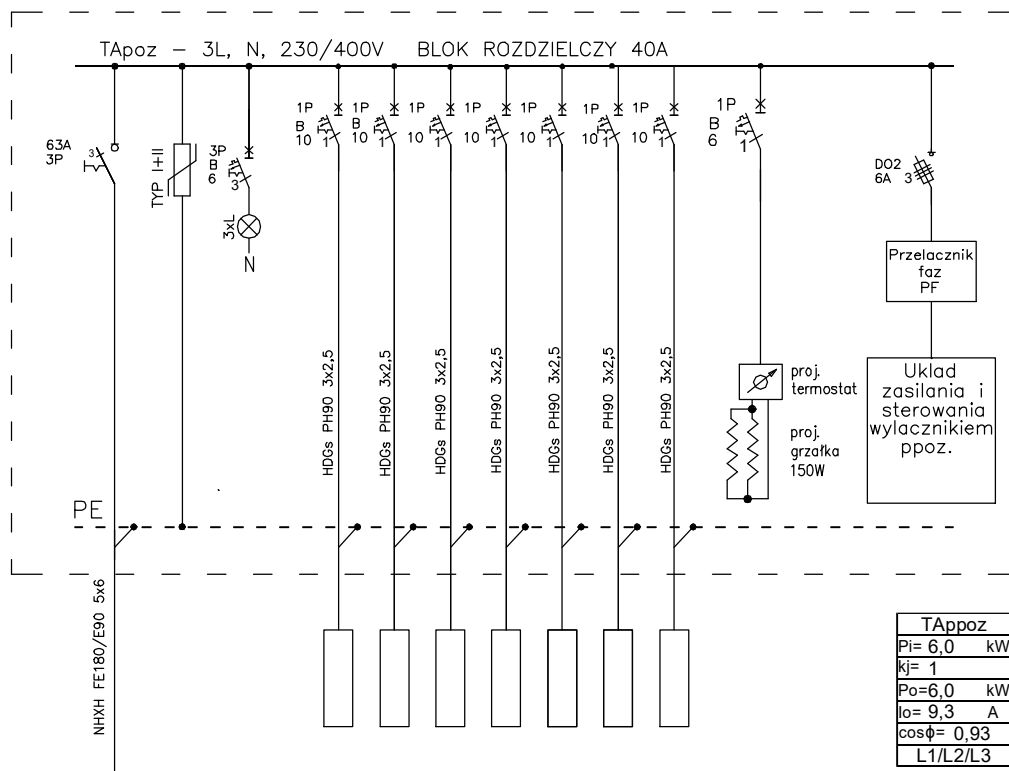 TApoz – 3L, N, 230/400V BLOK ROZDZIELCZY 40A
63A
3P
3
TYP I+II
3P
B
6
3
3xL
N
1P
B
10
1
1P
B
10
1
1P
10
1
1P
10
1
1P
10
1
1P
10
1
1P
10
1
1P
B
6
1
DO2
6A 3
Przelacznik
faz
PF
Uklad
zasilania i
sterowania
wylacznikiem
ppoz.
proj.
termostat
proj.
grzałka
150W
HDGs PH90 3x2,5
HDGs PH90 3x2,5
HDGs PH90 3x2,5
HDGs PH90 3x2,5
HDGs PH90 3x2,5
HDGs PH90 3x2,5
HDGs PH90 3x2,5
PE
NHXH FE180/E90 5x6
TAppoz
Pi= 6,0 kW
kj= 1
Po=6,0 kW
Io= 9,3 A
cosϕ= 0,93
L1/L2/L3